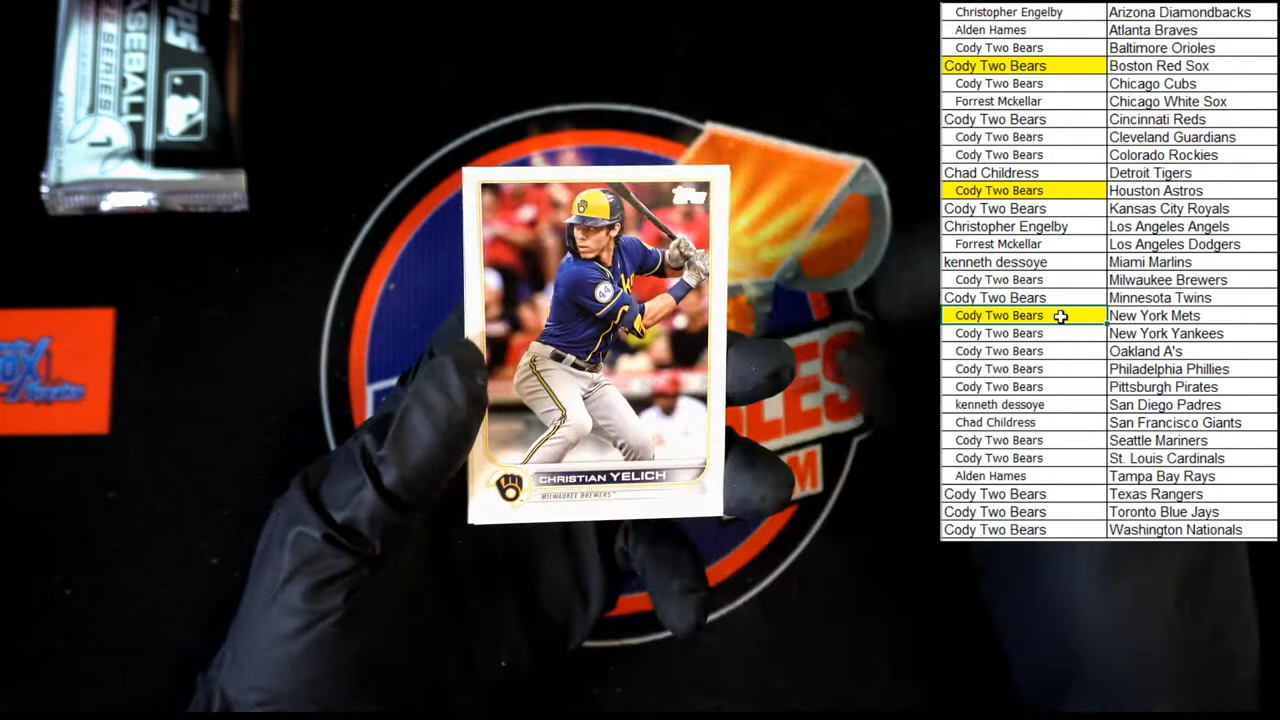 topps
BASEBALL
SERIES 1
MLB
FOX
topps
44
CHRISTIAN YELICH
MILWAUKEE BREWERS™
LES
M
Christopher Engelby Arizona Diamondbacks
Alden Hames Atlanta Braves
Cody Two Bears Baltimore Orioles
Cody Two Bears Boston Red Sox
Cody Two Bears Chicago Cubs
Forrest Mckellar Chicago White Sox
Cody Two Bears Cincinnati Reds
Cody Two Bears Cleveland Guardians
Cody Two Bears Colorado Rockies
Chad Childress Detroit Tigers
Cody Two Bears Houston Astros
Cody Two Bears Kansas City Royals
Christopher Engelby Los Angeles Angels
Forrest Mckellar Los Angeles Dodgers
kenneth dessoye Miami Marlins
Cody Two Bears Milwaukee Brewers
Cody Two Bears Minnesota Twins
Cody Two Bears New York Mets
Cody Two Bears New York Yankees
Cody Two Bears Oakland A's
Cody Two Bears Philadelphia Phillies
Cody Two Bears Pittsburgh Pirates
kenneth dessoye San Diego Padres
Chad Childress San Francisco Giants
Cody Two Bears Seattle Mariners
Cody Two Bears St. Louis Cardinals
Alden Hames Tampa Bay Rays
Cody Two Bears Texas Rangers
Cody Two Bears Toronto Blue Jays
Cody Two Bears Washington Nationals